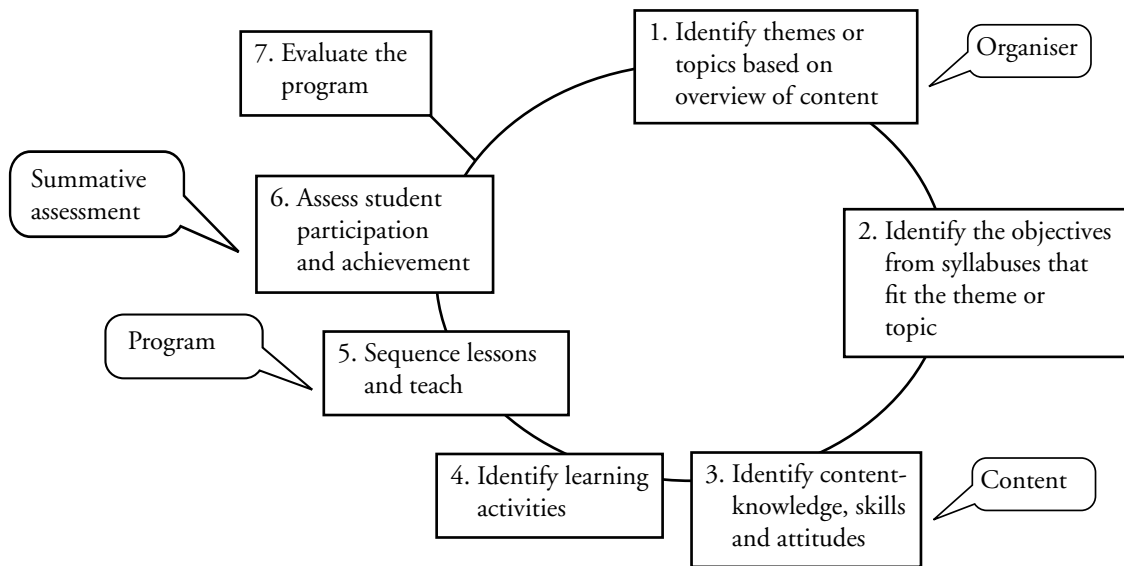 1. Identify themes or
topics based on
overview of content
Organiser
2. Identify the objectives
from syllabuses that
fit the theme or
topic
3. Identify content-
knowledge, skills
and attitudes
Content
4. Identify learning
activities
5. Sequence lessons
and teach
Program
6. Assess student
participation
and achievement
Summative
assessment
7. Evaluate the
program